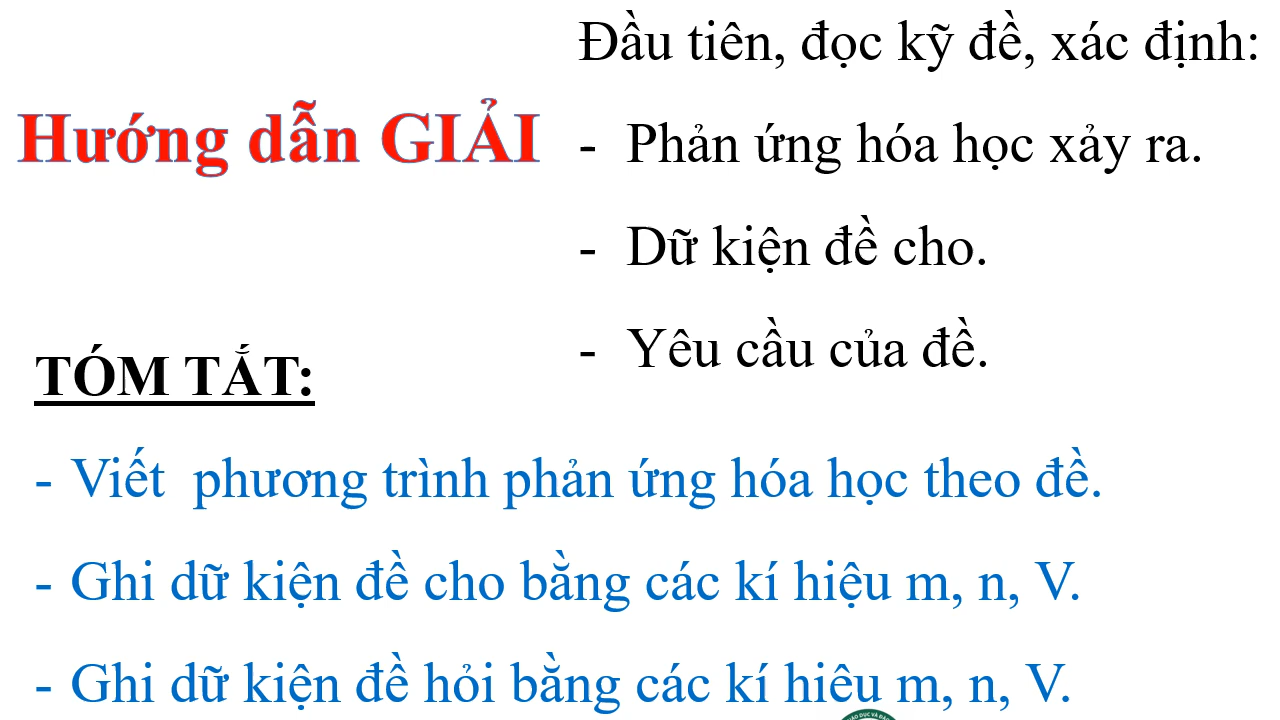 Đầu tiên, đọc kỹ đề, xác định:
Hướng dẫn GIẢI
- Phản ứng hóa học xảy ra.
- Dữ kiện đề cho.
- Yêu cầu của đề.
TÓM TẮT:
- Viết phương trình phản ứng hóa học theo đề.
- Ghi dữ kiện đề cho bằng các kí hiệu m, n, V.
- Ghi dữ kiện đề hỏi bằng các kí hiêu m, n, V.